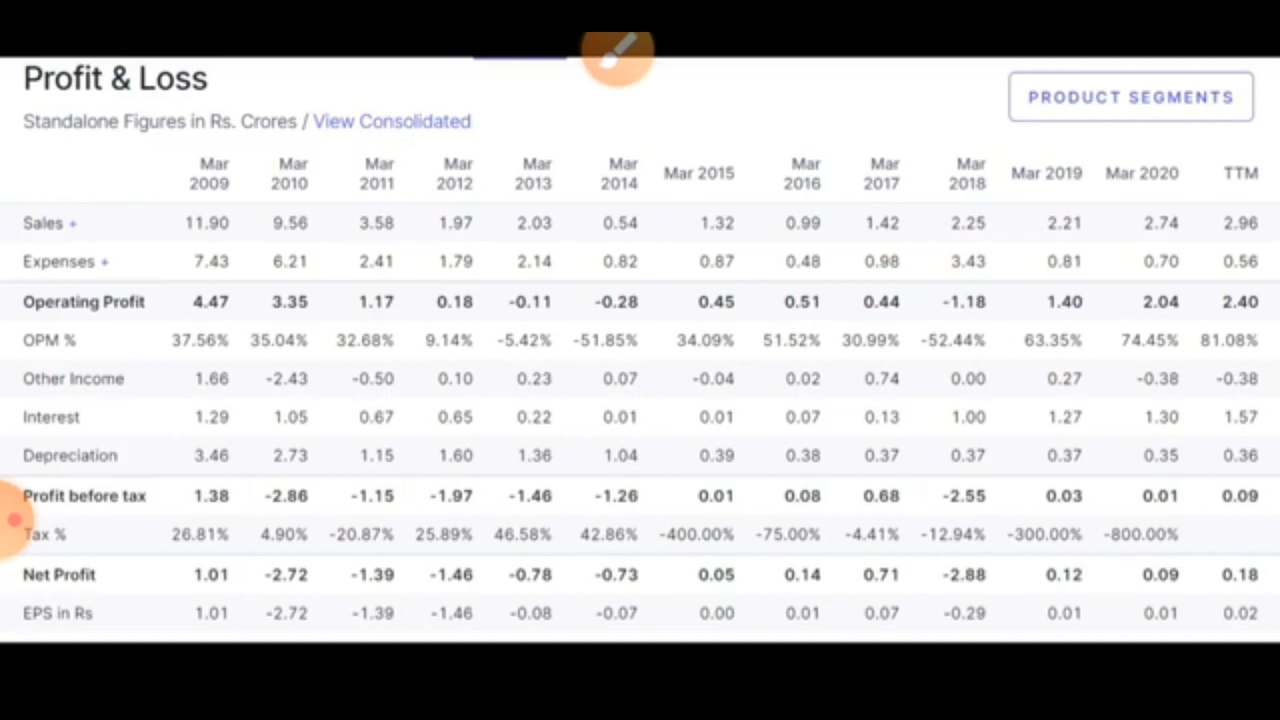 Profit & Loss
PRODUCT SEGMENTS
Standalone Figures in Rs. Crores / View Consolidated
Mar 2009 Mar 2010 Mar 2011 Mar 2012 Mar 2013 Mar 2014 Mar 2015 Mar 2016 Mar 2017 Mar 2018 Mar 2019 Mar 2020 TTM
Sales + 11.90 9.56 3.58 1.97 2.03 0.54 1.32 0.99 1.42 2.25 2.21 2.74 2.96
Expenses + 7.43 6.21 2.41 1.79 2.14 0.82 0.87 0.48 0.98 3.43 0.81 0.70 0.56
Operating Profit 4.47 3.35 1.17 0.18 -0.11 -0.28 0.45 0.51 0.44 -1.18 1.40 2.04 2.40
OPM % 37.56% 35.04% 32.68% 9.14% -5.42% -51.85% 34.09% 51.52% 30.99% -52.44% 63.35% 74.45% 81.08%
Other Income 1.66 -2.43 -0.50 0.10 0.23 0.07 -0.04 0.02 0.74 0.00 0.27 -0.38 -0.38
Interest 1.29 1.05 0.67 0.65 0.22 0.01 0.01 0.07 0.13 1.00 1.27 1.30 1.57
Depreciation 3.46 2.73 1.15 1.60 1.36 1.04 0.39 0.38 0.37 0.37 0.37 0.35 0.36
Profit before tax 1.38 -2.86 -1.15 -1.97 -1.46 -1.26 0.01 0.08 0.68 -2.55 0.03 0.01 0.09
Tax % 26.81% 4.90% -20.87% 25.89% 46.58% 42.86% -400.00% -75.00% -4.41% -12.94% -300.00% -800.00%
Net Profit 1.01 -2.72 -1.39 -1.46 -0.78 -0.73 0.05 0.14 0.71 -2.88 0.12 0.09 0.18
EPS in Rs 1.01 -2.72 -1.39 -1.46 -0.08 -0.07 0.00 0.01 0.07 -0.29 0.01 0.01 0.02